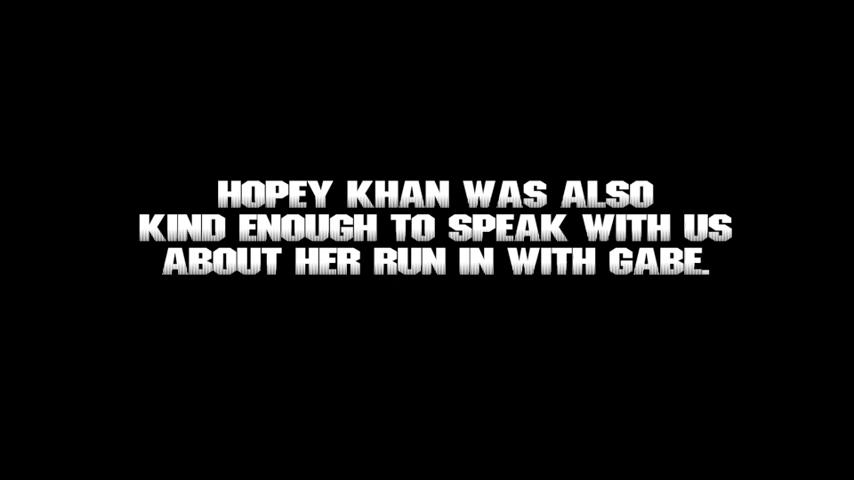 HOPEY KHAN WAS ALSO
KIND ENOUGH TO SPEAK WITH US
ABOUT HER RUN IN WITH GABE.